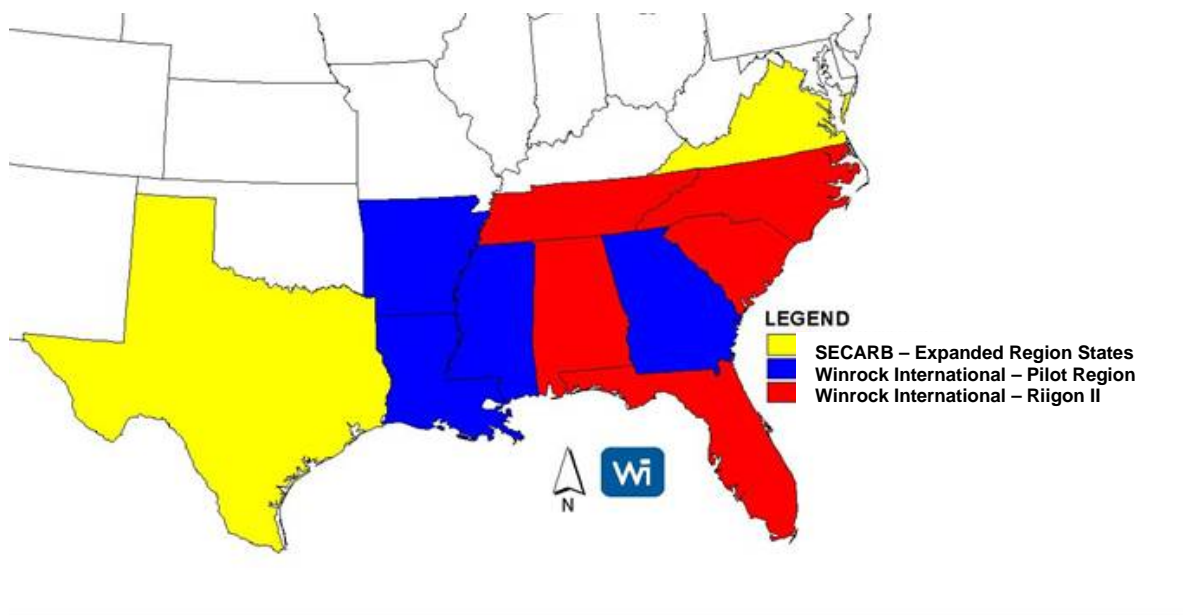 LEGEND
SECARB – Expanded Region States
Winrock International – Pilot Region
Winrock International – Riigon II
Wi
N